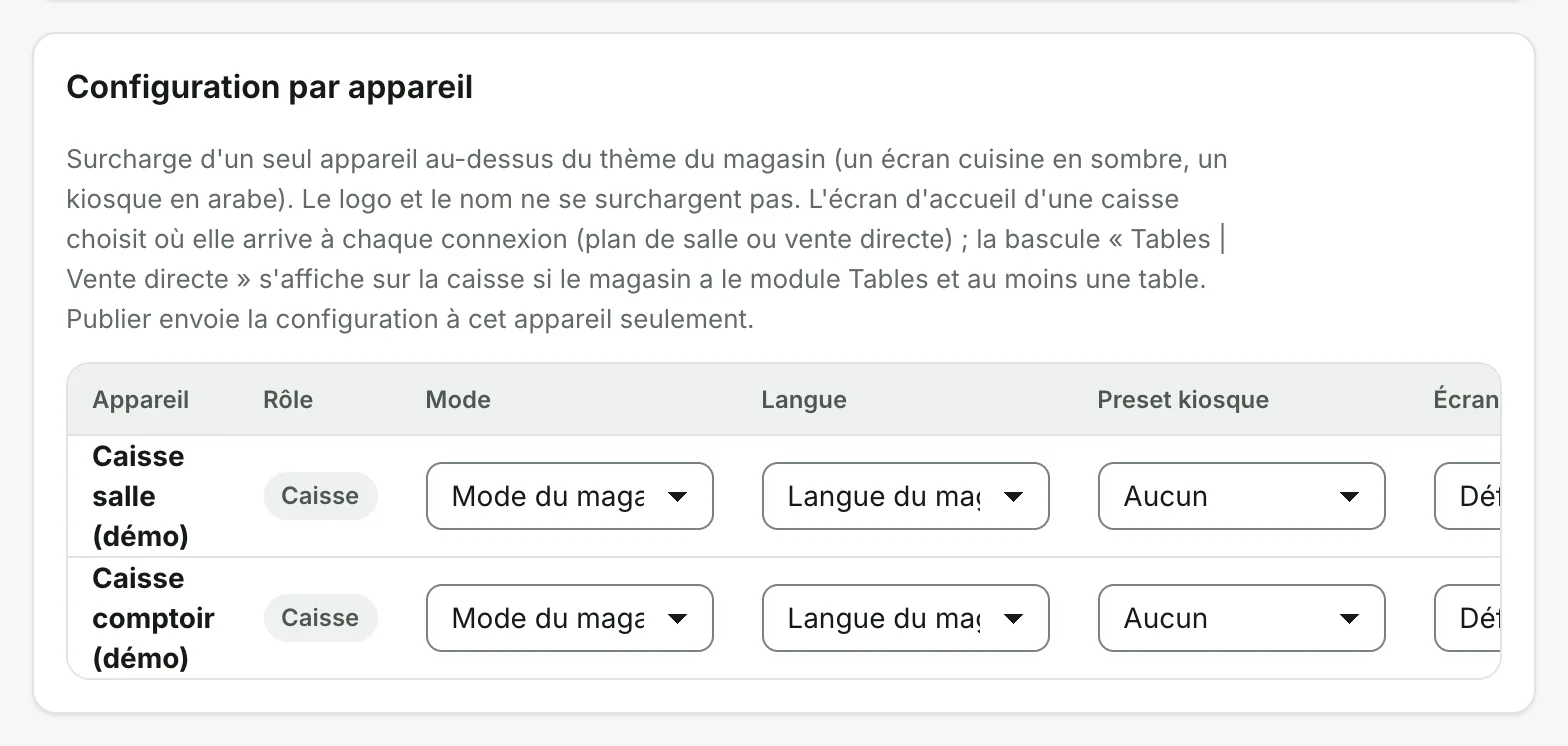 Configuration par appareil
Surcharge d'un seul appareil au-dessus du thème du magasin (un écran cuisine en sombre, un
kiosque en arabe). Le logo et le nom ne se surchargent pas. L'écran d'accueil d'une caisse
choisit où elle arrive à chaque connexion (plan de salle ou vente directe) ; la bascule « Tables |
Vente directe » s'affiche sur la caisse si le magasin a le module Tables et au moins une table.
Publier envoie la configuration à cet appareil seulement.
Appareil Rôle Mode Langue Preset kiosque Écran
Caisse
salle
(démo)
Caisse Mode du maga Langue du mag Aucun Déf
Caisse
comptoir
(démo)
Caisse Mode du maga Langue du mag Aucun Déf